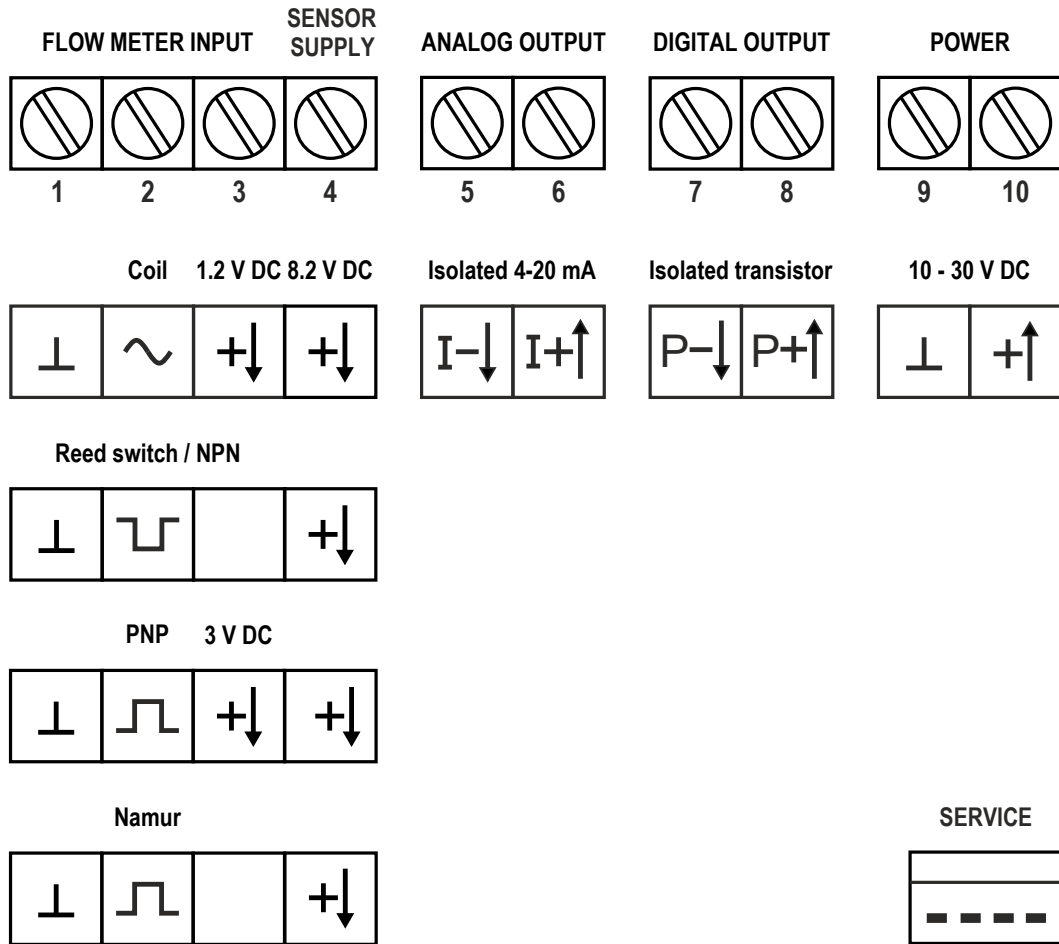 SENSOR
FLOW METER INPUT SUPPLY ANALOG OUTPUT DIGITAL OUTPUT POWER
1 2 3 4 5 6 7 8 9 10
Coil 1.2 V DC 8.2 V DC Isolated 4-20 mA Isolated transistor 10 - 30 V DC
+ + I- I+ P- P+ +
Reed switch / NPN
+
PNP 3 V DC
+ +
Namur SERVICE
+